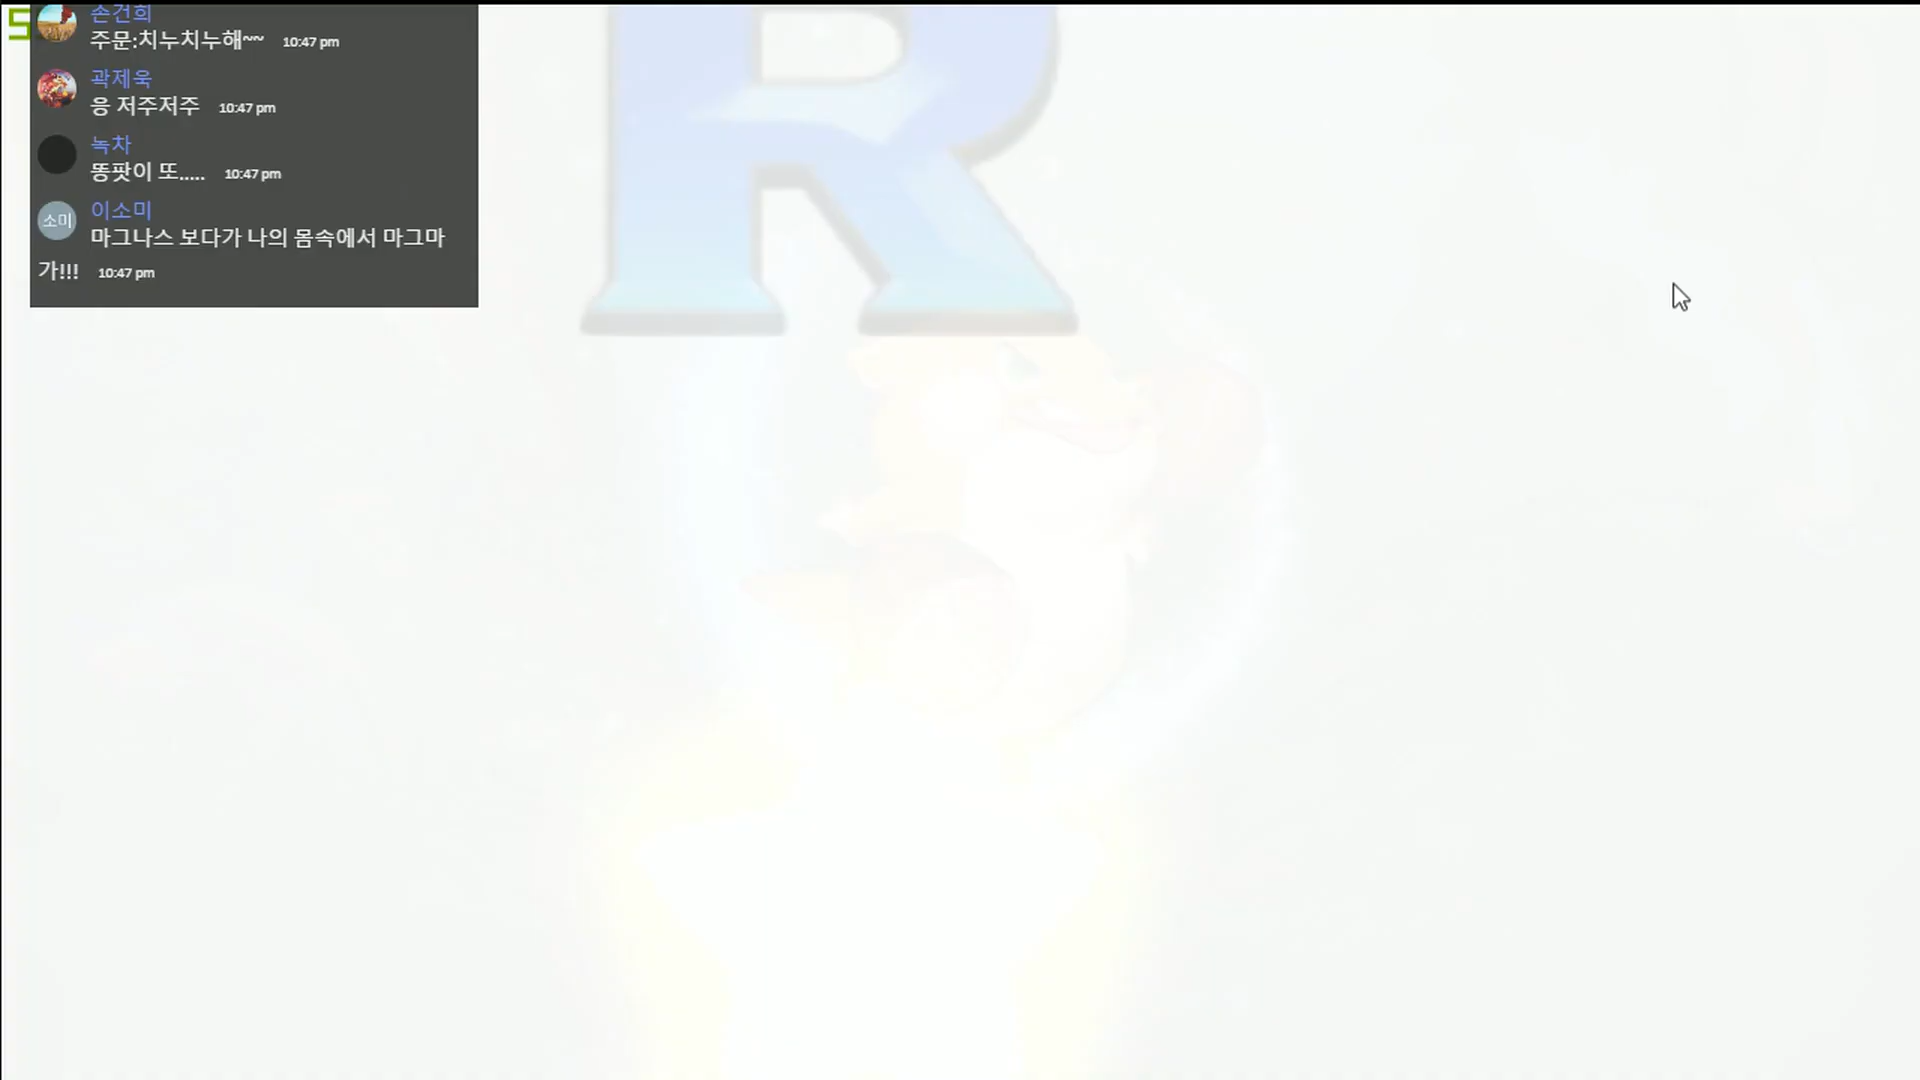 5
손건희
주문:치누치누해~~ 10:47 pm
곽제욱
응 저주저주 10:47 pm
녹차
똥팟이 또..... 10:47 pm
소미
이소미
마그나스 보다가 나의 몸속에서 마그마
가!!! 10:47 pm
R